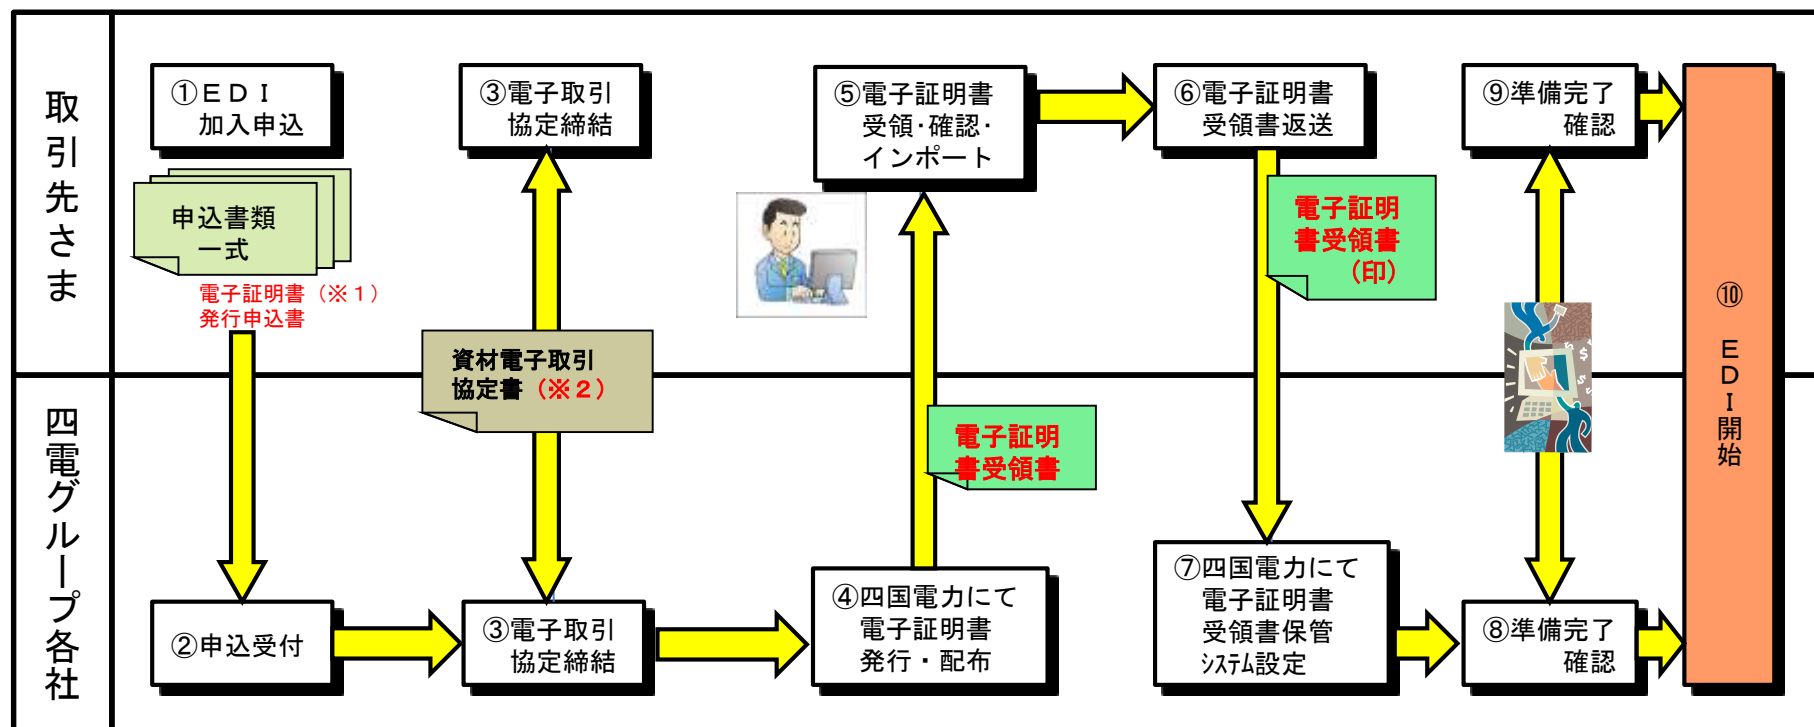 取引先さま
①ＥＤＩ
加入申込
申込書類
一式
電子証明書（※１）
発行申込書
③電子取引
協定締結
資材電子取引
協定書（※２）
⑤電子証明書
受領・確認・
インポート
⑥電子証明書
受領書返送
電子証明
書受領書
（印）
⑨準備完了
確認
⑩　ＥＤＩ開始
四電グループ各社
②申込受付
③電子取引
協定締結
④四国電力にて
電子証明書
発行・配布
電子証明
書受領書
⑦四国電力にて
電子証明書
受領書保管
ｼｽﾃﾑ設定
⑧準備完了
確認